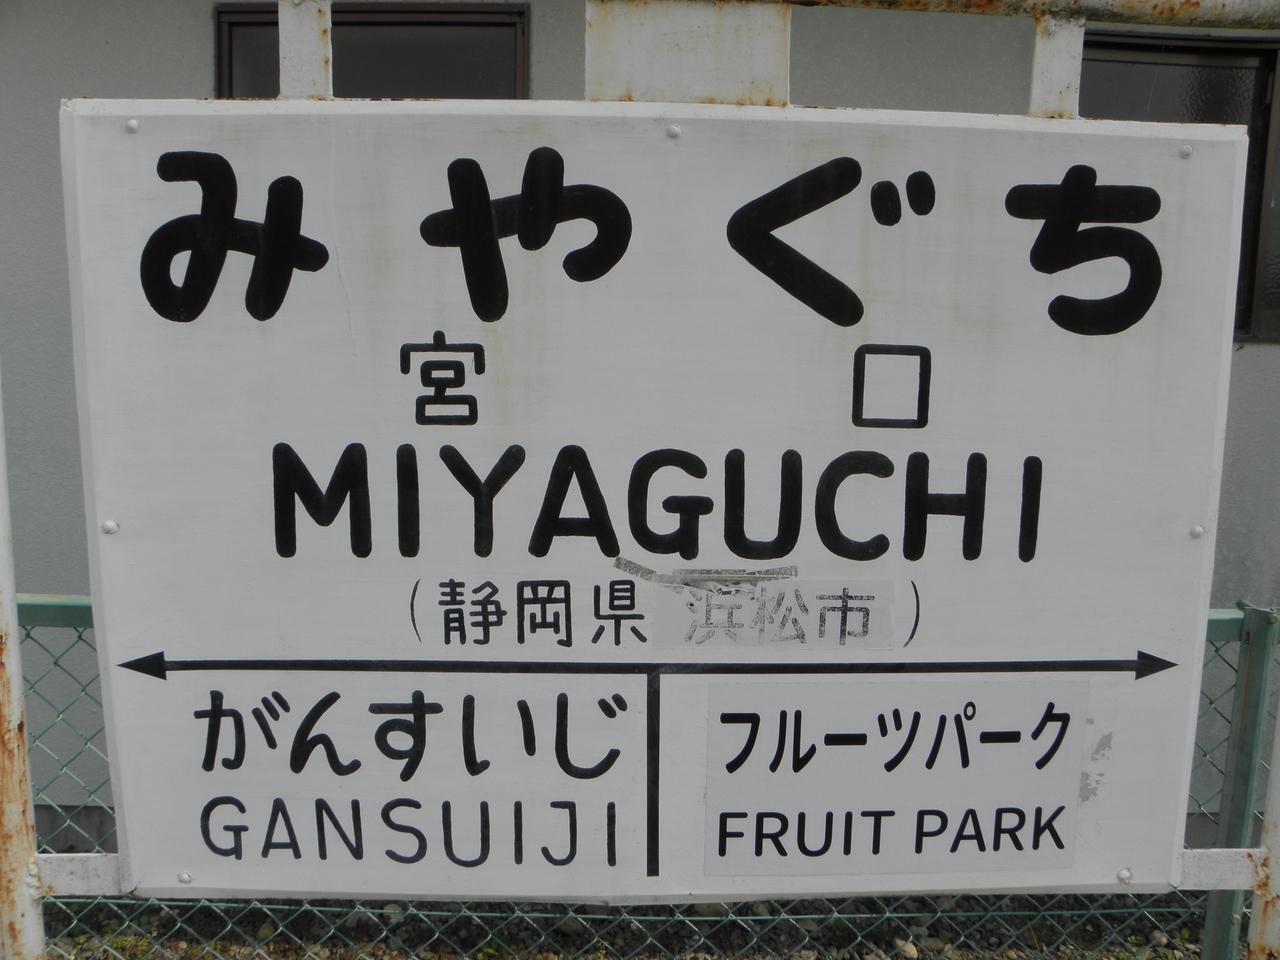 みやぐち
宮口
MIYAGUCHI
(静岡県 浜松市)
がんすいじ
GANSUIJI
フルーツパーク
FRUIT PARK